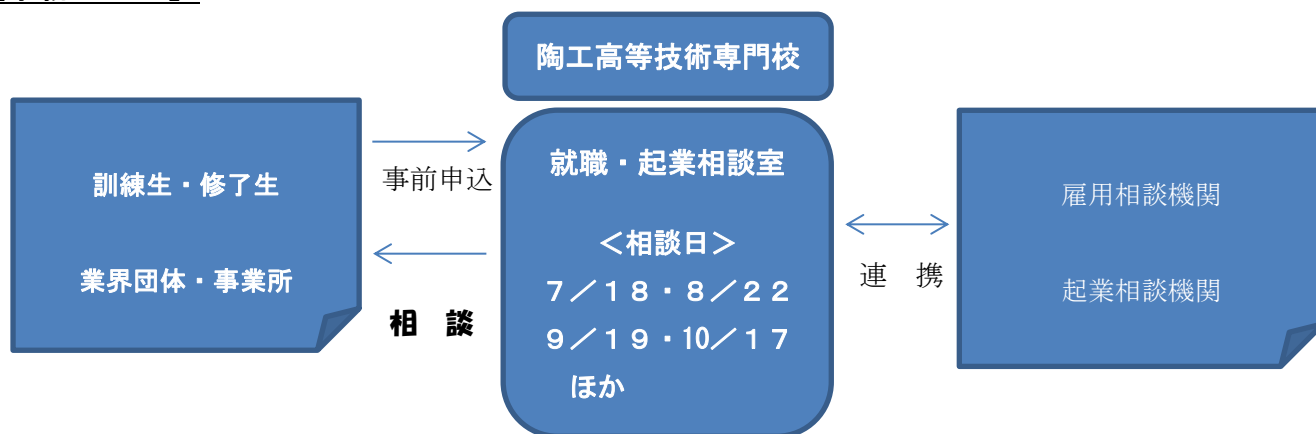 陶工高等技術専門校
訓練生・修了生
業界団体・事業所
事前申込
相 談
就職・起業相談室
＜相談日＞
７／１８・８／２２
９／１９・10／１７
ほか
連 携
雇用相談機関
起業相談機関